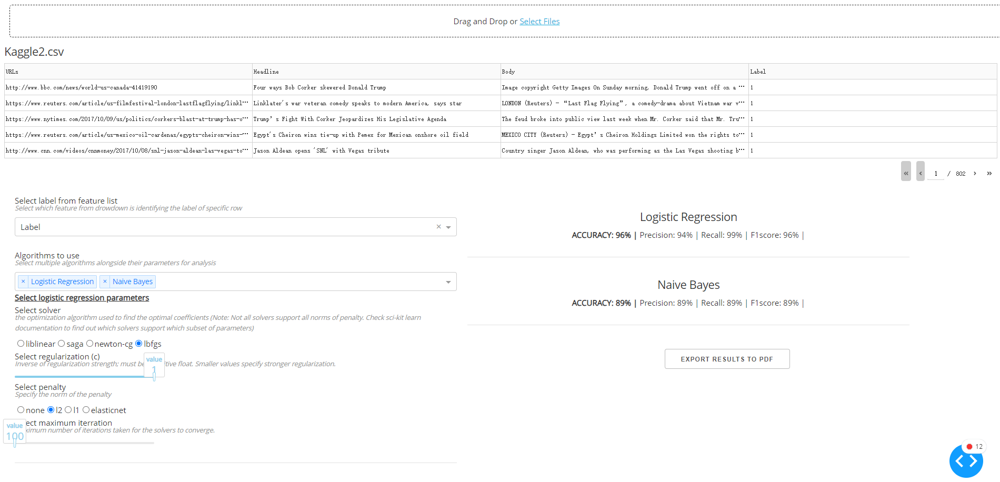 Drag and Drop or Select Files
Kaggle2.csv
URLs Headline Body Label
http://www.bbc.com/news/world-us-canada-41419190 Four ways Bob Corker skewered Donald Trump Image copyright Getty Images On Sunday morning, Donald Trump went off on a ... 1
https://www.reuters.com/article/us-filmfestival-london-lastflagflying/linkl... Linklater's war veteran comedy speaks to modern America, says star LONDON (Reuters) - “Last Flag Flying”, a comedy-drama about Vietnam war v... 1
https://www.nytimes.com/2017/10/09/us/politics/corkers-blast-at-trump-has-o... Trump’s Fight With Corker Jeopardizes His Legislative Agenda The feud broke into public view last week when Mr. Corker said that Mr. Tru... 1
https://www.reuters.com/article/us-mexico-oil-cardenas/egypts-cheiron-wins-... Egypt's Cheiron wins tie-up with Pemex for Mexican onshore oil field MEXICO CITY (Reuters) - Egypt’s Cheiron Holdings Limited won the rights to... 1
http://www.cnn.com/videos/cnnmoney/2017/10/08/snl-jason-aldean-las-vegas-to... Jason Aldean opens 'SNL' with Vegas tribute Country singer Jason Aldean, who was performing as the Las Vegas shooting b... 1
« ‹ 1 / 802 › »
Select label from feature list
Select which feature from drowdown is identifying the label of specific row
Label × 
Algorithms to use
Select multiple algorithms alongside their parameters for analysis
× Logistic Regression × Naive Bayes
Select logistic regression parameters
Select solver
the optimization algorithm used to find the optimal coefficients (Note: Not all solvers support all norms of penalty. Check sci-kit learn
documentation to find out which solvers support which subset of parameters)
liblinear saga newton-cg lbfgs
Select regularization (c)
Inverse of regularization strength; must be itive float. Smaller values specify stronger regularization.
value
1
Select penalty
Specify the norm of the penalty
none l2 l1 elasticnet
ect maximum iterration
ximum number of iterations taken for the solvers to converge.
value
100
Logistic Regression
ACCURACY: 96% | Precision: 94% | Recall: 99% | F1score: 96% |
Naive Bayes
ACCURACY: 89% | Precision: 89% | Recall: 89% | F1score: 89% |
EXPORT RESULTS TO PDF
12